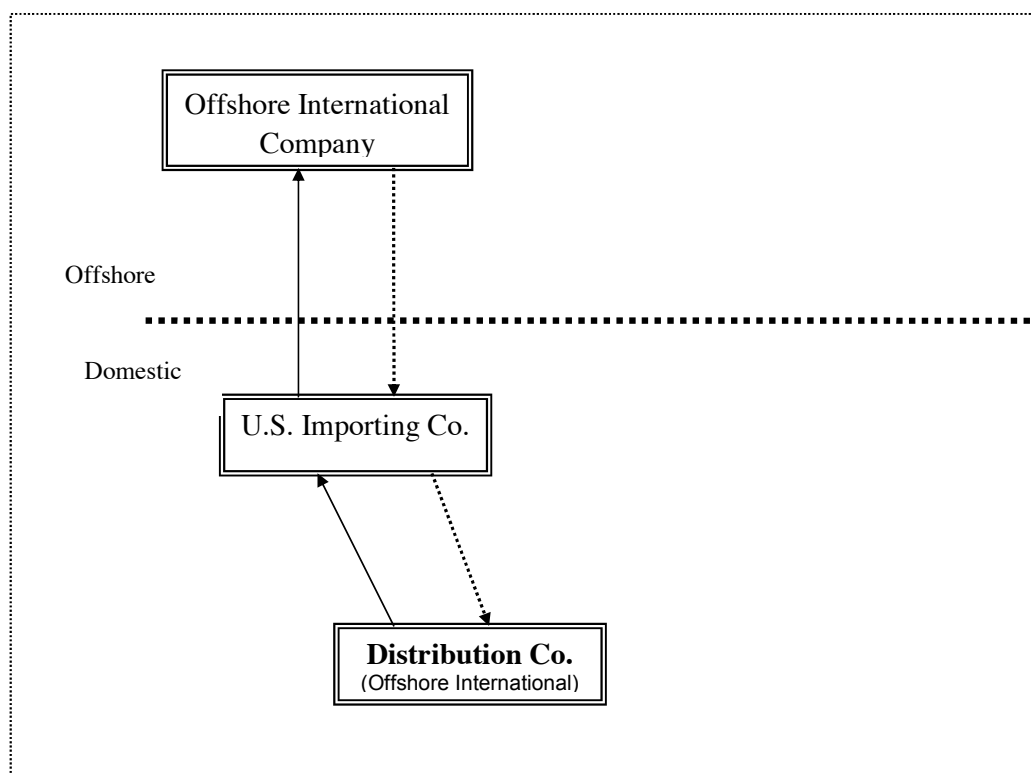 Offshore International
Company
Offshore
Domestic
U.S. Importing Co.
Distribution Co.
(Offshore International)